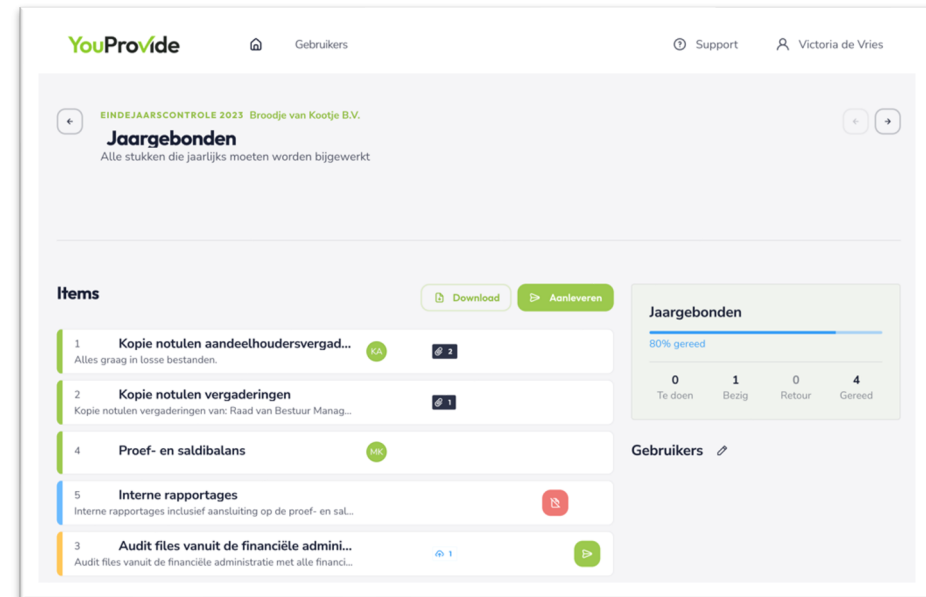 YouProvide
Gebruikers
Support
Victoria de Vries
EINDEJAARSCONTROLE 2023 Broodje van Kootje B.V.
Jaargebonden
Alle stukken die jaarlijks moeten worden bijgewerkt
Items
Download
Aanleveren
1 Kopie notulen aandeelhoudersvergad...
Alles graag in losse bestanden.
KA
2
2 Kopie notulen vergaderingen
Kopie notulen vergaderingen van: Raad van Bestuur Manag...
1
4 Proef- en saldibalans
MK
5 Interne rapportages
Interne rapportages inclusief aansluiting op de proef- en sal...
3 Audit files vanuit de financiële admini...
Audit files vanuit de financiële administratie met alle financi...
1
Jaargebonden
80% gereed
0 1 0 4
Te doen Bezig Retour Gereed
Gebruikers